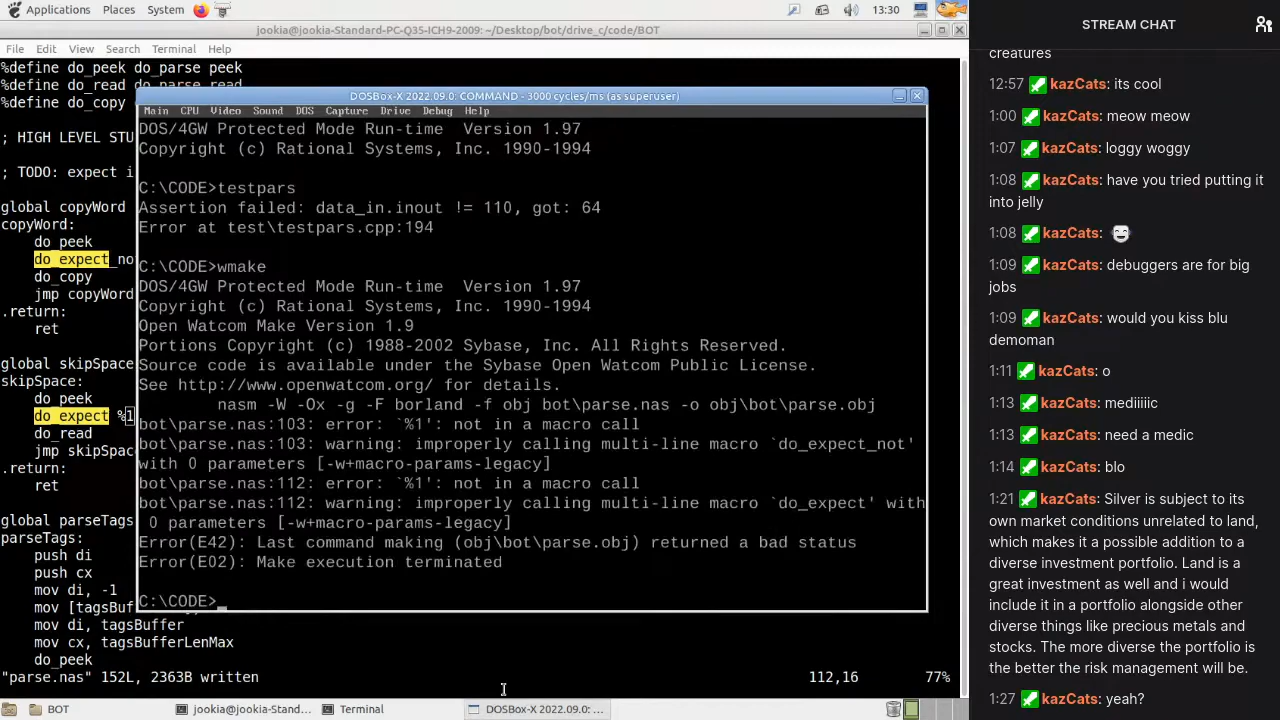 Applications Places System 13:30
jookia@jookia-Standard-PC-Q35-ICH9-2009: ~/Desktop/bot/drive_c/code/BOT
File Edit View Search Terminal Help
%define do_peek do_parse peek
%define do_read do_parse read
%define do_copy
; HIGH LEVEL STU
; TODO: expect i
global copyWord
copyWord:
do_peek
do_expect_no
do_copy
jmp copyWord
.return:
ret
global skipSpace
skipSpace:
do_peek
do_expect %1
do_read
jmp skipSpac
.return:
ret
global parseTags
parseTags:
push di
push cx
mov di, -1
mov [tagsBuf
mov di, tagsBuffer
mov cx, tagsBufferLenMax
do_peek
"parse.nas" 152L, 2363B written 112,16 77%
DOSBox-X 2022.09.0: COMMAND - 3000 cycles/ms (as superuser)
Main CPU Video Sound DOS Capture Drive Debug Help
DOS/4GW Protected Mode Run-time Version 1.97
Copyright (c) Rational Systems, Inc. 1990-1994
C:\CODE>testpars
Assertion failed: data_in.inout != 110, got: 64
Error at test\testpars.cpp:194
C:\CODE>wmake
DOS/4GW Protected Mode Run-time Version 1.97
Copyright (c) Rational Systems, Inc. 1990-1994
Open Watcom Make Version 1.9
Portions Copyright (c) 1988-2002 Sybase, Inc. All Rights Reserved.
Source code is available under the Sybase Open Watcom Public License.
See http://www.openwatcom.org/ for details.
nasm -W -Ox -g -F borland -f obj bot\parse.nas -o obj\bot\parse.obj
bot\parse.nas:103: error: `%1': not in a macro call
bot\parse.nas:103: warning: improperly calling multi-line macro `do_expect_not'
with 0 parameters [-w+macro-params-legacy]
bot\parse.nas:112: error: `%1': not in a macro call
bot\parse.nas:112: warning: improperly calling multi-line macro `do_expect' with
0 parameters [-w+macro-params-legacy]
Error(E42): Last command making (obj\bot\parse.obj) returned a bad status
Error(E02): Make execution terminated
C:\CODE>_
BOT jookia@jookia-Stand... Terminal DOSBox-X 2022.09.0: ...
STREAM CHAT
creatures
12:57 kazCats: its cool
1:00 kazCats: meow meow
1:07 kazCats: loggy woggy
1:08 kazCats: have you tried putting it
into jelly
1:08 kazCats:
1:09 kazCats: debuggers are for big
jobs
1:09 kazCats: would you kiss blu
demoman
1:11 kazCats: o
1:13 kazCats: mediiiiic
1:13 kazCats: need a medic
1:14 kazCats: blo
1:21 kazCats: Silver is subject to its
own market conditions unrelated to land,
which makes it a possible addition to a
diverse investment portfolio. Land is a
great investment as well and i would
include it in a portfolio alongside other
diverse things like precious metals and
stocks. The more diverse the portfolio is
the better the risk management will be.
1:27 kazCats: yeah?